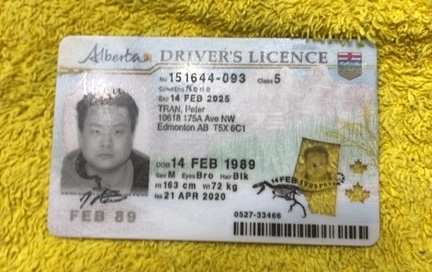 Alberta DRIVER'S LICENCE
No 151644-093 Class 5
Cond/End None
Exp 14 FEB 2025
TRAN, Peter
10618 175A Ave NW
Edmonton AB T5X 6C1
DOB 14 FEB 1989
Sex M Eyes Bro Hair Blk
Ht 163 cm Wt 72 kg
Iss 21 APR 2020
FEB 89
0527-33466